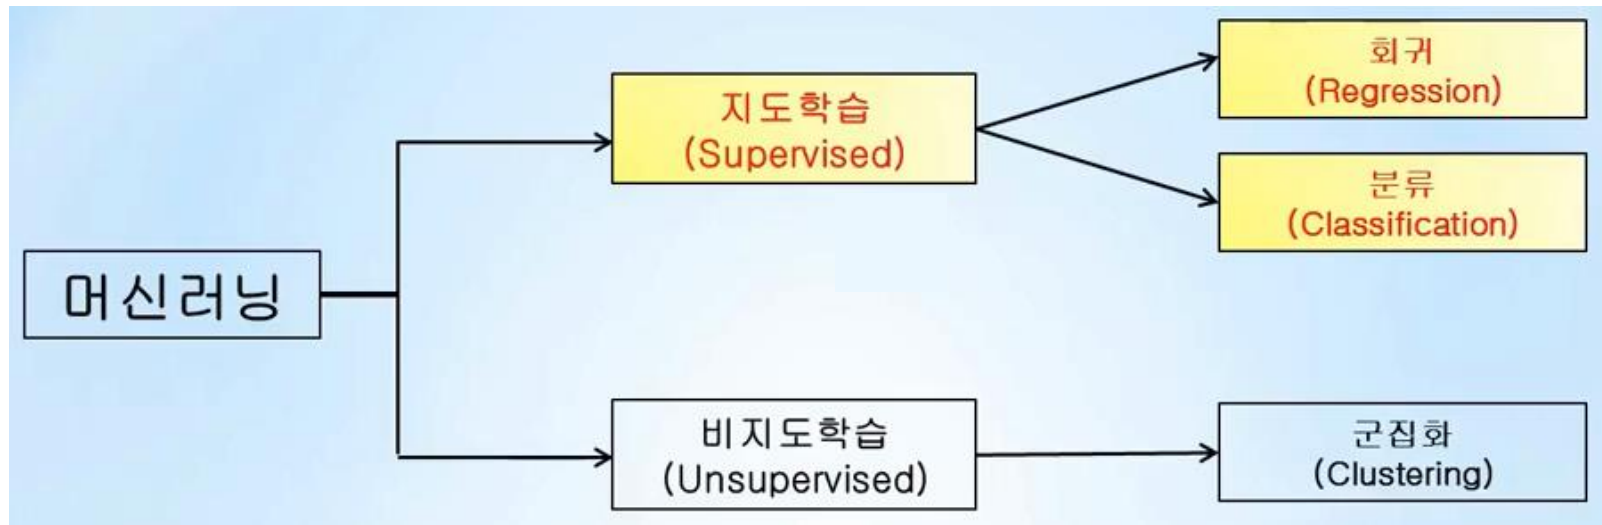 머신러닝
지도학습
(Supervised)
회귀
(Regression)
분류
(Classification)
비지도학습
(Unsupervised)
군집화
(Clustering)